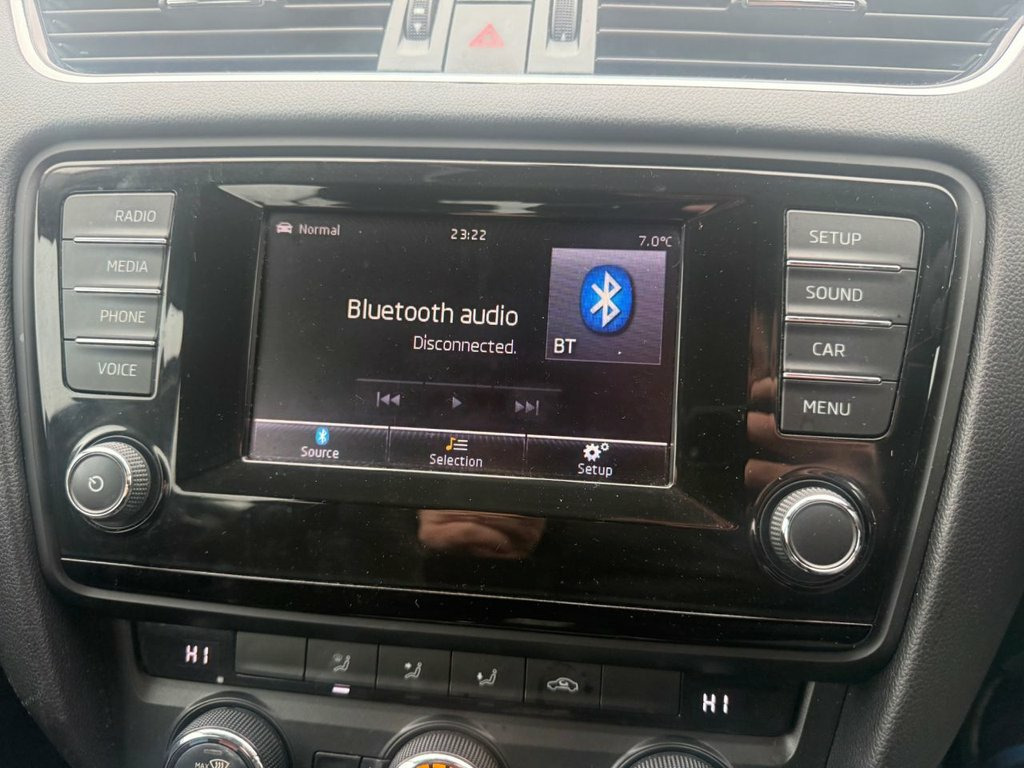 RADIO
MEDIA
PHONE
VOICE
Normal
23:22
7.0°C
Bluetooth audio
Disconnected.
BT
Source
Selection
Setup
SETUP
SOUND
CAR
MENU
HI
HI
MAX